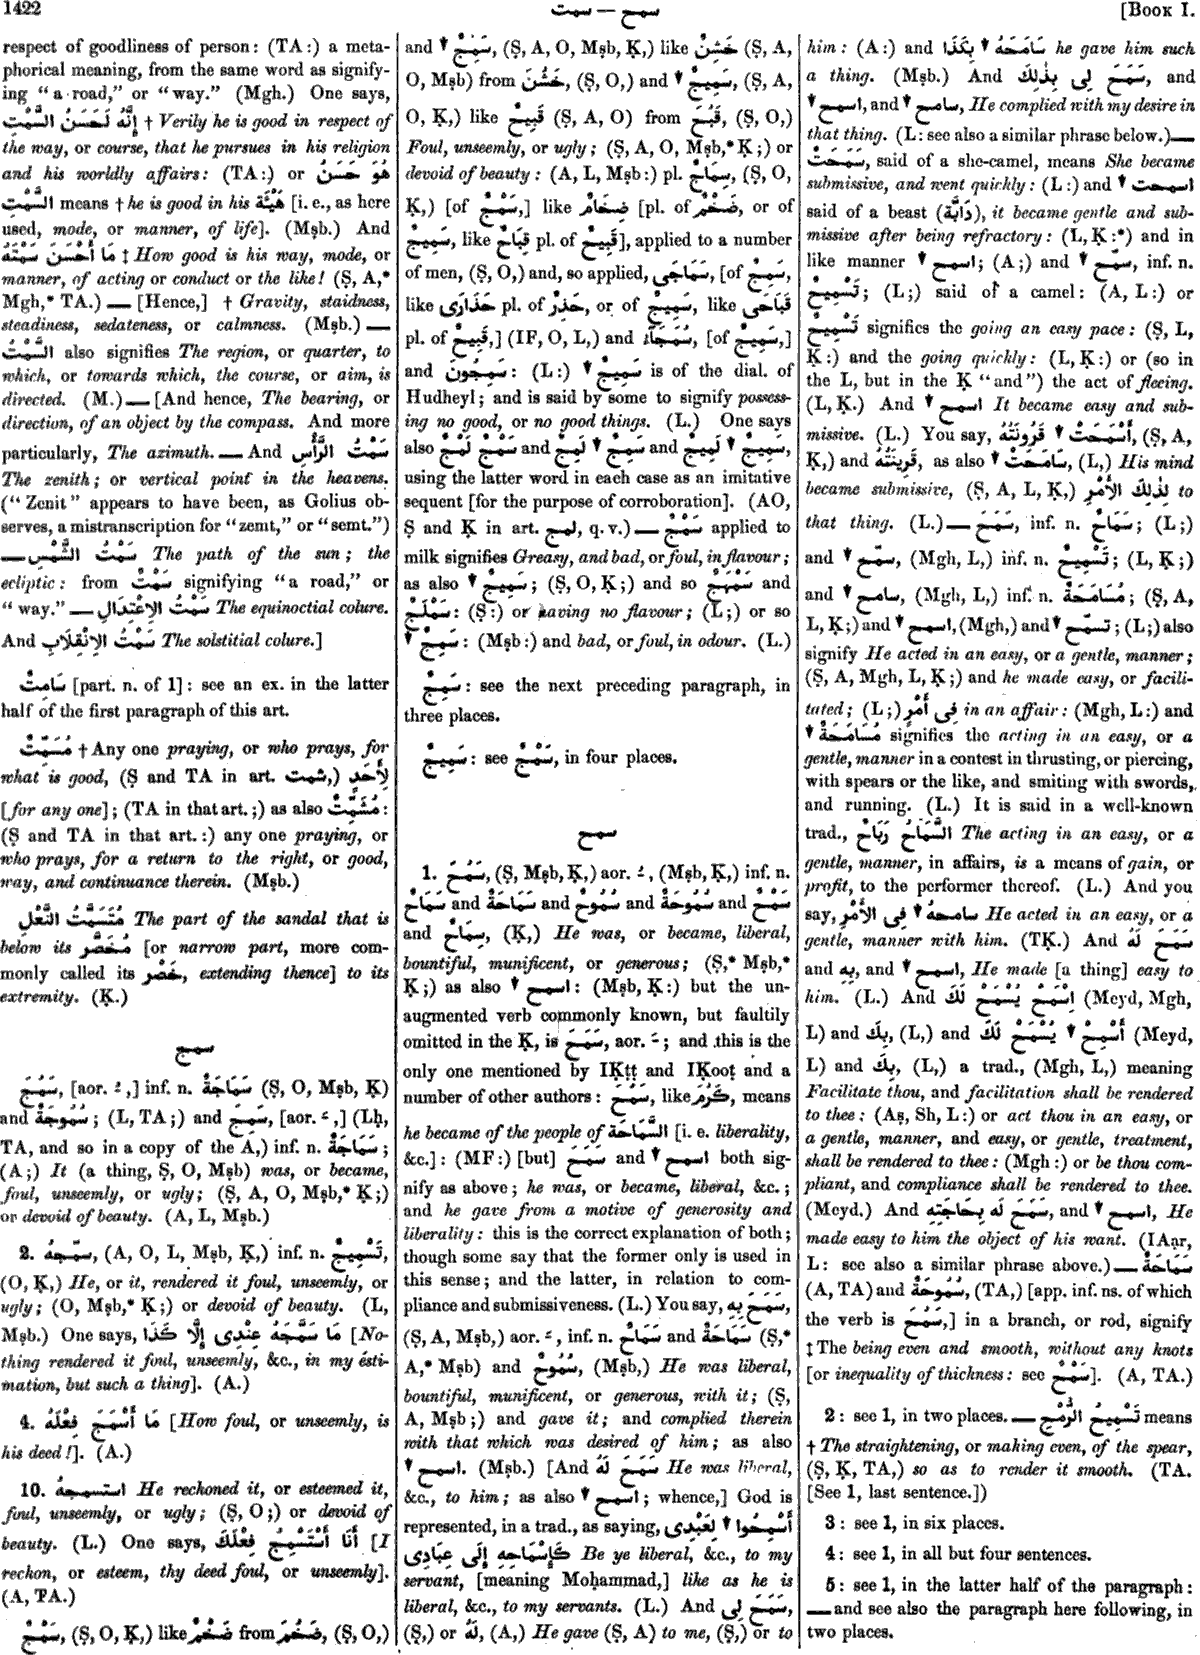 1422
سمت — سمح
[BOOK I.
respect of goodliness of person: (TA:) a meta-
phorical meaning, from the same word as signify-
ing “a road,” or “way.” (Mgh.) One says,
إِنَّهُ لَحَسَنُ السَّمْتِ † Verily he is good in respect of
the way, or course, that he pursues in his religion
and his worldly affairs: (TA:) or هُوَ حَسَنُ
السَّمْتِ means † he is good in his هَيْئَة [i. e., as here
used, mode, or manner, of life]. (Mṣb.) And
مَا أَحْسَنَ سَمْتَهُ ‡ How good is his way, mode, or
manner, of acting or conduct or the like! (Ṣ, A,*
Mgh,* TA.) — [Hence,] † Gravity, staidness,
steadiness, sedateness, or calmness. (Mṣb.) —
السَّمْتُ also signifies The region, or quarter, to
which, or towards which, the course, or aim, is
directed. (M.) — [And hence, The bearing, or
direction, of an object by the compass. And more
particularly, The azimuth. — And سَمْتُ الرَّأْسِ
The zenith; or vertical point in the heavens.
(“Zenit” appears to have been, as Golius ob-
serves, a mistranscription for “zemt,” or “semt.”)
— سَمْتُ الشَّمْسِ The path of the sun; the
ecliptic: from سَمْتٌ signifying “a road,” or
“way.” — سَمْتُ الاِعْتِدَالِ The equinoctial colure.
And سَمْتُ الاِنْقِلَابِ The solstitial colure.]
سَامِتٌ [part. n. of 1]: see an ex. in the latter
half of the first paragraph of this art.
مُسَمِّتٌ † Any one praying, or who prays, for
what is good, (Ṣ and TA in art. شمت,) لِأَحَدٍ
[for any one]; (TA in that art.;) as also مُشَمِّتٌ:
(Ṣ and TA in that art.:) any one praying, or
who prays, for a return to the right, or good,
way, and continuance therein. (Mṣb.)
مُتَسَمَّتُ النَّعْلِ The part of the sandal that is
below its مُخَصَّر [or narrow part, more com-
monly called its خَصْر, extending thence] to its
extremity. (Ḳ.)
سمج
سَمُجَ, [aor. ـُ,] inf. n. سَمَاجَةٌ (Ṣ, O, Mṣb, Ḳ)
and سُمُوجَةٌ; (L, TA;) and سَمِجَ, [aor. ـَ,] (Lḥ,
TA, and so in a copy of the A,) inf. n. سَمَاجَةٌ;
(A;) It (a thing, Ṣ, O, Mṣb) was, or became,
foul, unseemly, or ugly; (Ṣ, A, O, Mṣb,* Ḳ;)
or devoid of beauty. (A, L, Mṣb.)
2. سَمَّجَهُ, (A, O, L, Mṣb, Ḳ,) inf. n. تَسْمِيجٌ,
(O, Ḳ,) He, or it, rendered it foul, unseemly, or
ugly; (O, Mṣb,* Ḳ;) or devoid of beauty. (L,
Mṣb.) One says, مَا سَمَّجَهُ عِنْدِى إِلَّا كَذَا [No-
thing rendered it foul, unseemly, &c., in my esti-
mation, but such a thing]. (A.)
4. مَا أَسْمَجَ فِعْلَهُ [How foul, or unseemly, is
his deed!]. (A.)
10. استسمجهُ He reckoned it, or esteemed it,
foul, unseemly, or ugly; (Ṣ, O;) or devoid of
beauty. (L.) One says, أَنَا أَسْتَسْمِجُ فِعْلَكَ [I
reckon, or esteem, thy deed foul, or unseemly].
(A, TA.)
سَمْجٌ, (Ṣ, O, Ḳ,) like ضَخْمٌ from ضَخُمَ, (Ṣ, O,)
and ▾ سَمِجٌ, (Ṣ, A, O, Mṣb, Ḳ,) like خَشِنٌ (Ṣ, A,
O, Mṣb) from خَشُنَ, (Ṣ, O,) and ▾ سَمِيجٌ, (Ṣ, A,
O, Ḳ,) like قَبِيحٌ (Ṣ, A, O) from قَبُحَ, (Ṣ, O,)
Foul, unseemly, or ugly; (Ṣ, A, O, Mṣb,* Ḳ;) or
devoid of beauty: (A, L, Mṣb:) pl. سِمَاجٌ, (Ṣ, O,
Ḳ,) [of سَمْجٌ,] like ضِخَامٌ [pl. of ضَخْمٌ, or of
سَمِيجٌ, like قِبَاحٌ pl. of قَبِيحٌ], applied to a number
of men, (Ṣ, O,) and, so applied, سَمَاجَى, [of سَمِجٌ,
like حَذَارَى pl. of حَذِرٌ, or of سَمِيجٌ, like قَبَاحَى
pl. of قَبِيحٌ,] (IF, O, L,) and سُمَجَآءُ, [of سَمِيجٌ,]
and سَمِجُونَ: (L:) ▾ سَمِيجٌ is of the dial. of
Hudheyl; and is said by some to signify possess-
ing no good, or no good things. (L.) One says
also سَمْجٌ لَمْجٌ and ▾ سَمِجٌ لَمِجٌ and ▾ سَمِيجٌ لَمِيجٌ,
using the latter word in each case as an imitative
sequent [for the purpose of corroboration]. (AO,
Ṣ and Ḳ in art. لمج, q. v.) — سَمْجٌ applied to
milk signifies Greasy, and bad, or foul, in flavour;
as also ▾ سَمِيجٌ; (Ṣ, O, Ḳ;) and so سَمْهَجٌ and
سَمْلَجٌ: (Ṣ:) or having no flavour; (L;) or so
▾ سَمِيجٌ: (Mṣb:) and bad, or foul, in odour. (L.)
سَمِجٌ: see the next preceding paragraph, in
three places.
سَمِيجٌ: see سَمْجٌ, in four places.
سمح
1. سَمُحَ, (Ṣ, Mṣb, Ḳ,) aor. ـُ, (Mṣb, Ḳ,) inf. n.
سَمَاحٌ and سَمَاحَةٌ and سُمُوحٌ and سُمُوحَةٌ and سَمْحٌ
and سِمَاحٌ, (Ḳ,) He was, or became, liberal,
bountiful, munificent, or generous; (Ṣ,* Mṣb,*
Ḳ;) as also ▾ اسمح: (Mṣb, Ḳ:) but the un-
augmented verb commonly known, but faultily
omitted in the Ḳ, is سَمَحَ, aor. ـَ; and this is the
only one mentioned by IḲṭṭ and IḲooṭ and a
number of other authors: سَمُحَ, like كَرُمَ, means
he became of the people of السَّمَاحَة [i. e. liberality,
&c.]: (MF:) [but] سَمَحَ and ▾ اسمح both sig-
nify as above; he was, or became, liberal, &c.;
and he gave from a motive of generosity and
liberality: this is the correct explanation of both;
though some say that the former only is used in
this sense; and the latter, in relation to com-
pliance and submissiveness. (L.) You say, سَمَحَ بِهِ,
(Ṣ, A, Mṣb,) aor. ـَ, inf. n. سَمَاحٌ and سَمَاحَةٌ (Ṣ,*
A,* Mṣb) and سُمُوحٌ, (Mṣb,) He was liberal,
bountiful, munificent, or generous, with it; (Ṣ,
A, Mṣb;) and gave it; and complied therein
with that which was desired of him; as also
▾ اسمح. (Mṣb.) [And سَمَحَ لَهُ He was liberal,
&c., to him; as also ▾ اسمح; whence,] God is
represented, in a trad., as saying, ▾ أَسْمِحُوا لِعَبْدِى
كَإِسْمَاحِهِ إِلَى عِبَادِى Be ye liberal, &c., to my
servant, [meaning Moḥammad,] like as he is
liberal, &c., to my servants. (L.) And سَمَحَ لِى,
(Ṣ,) or لَهُ, (A,) He gave (Ṣ, A) to me, (Ṣ,) or to
him: (A:) and ▾ سَامَحَهُ بِكَذَا he gave him such
a thing. (Mṣb.) And سَمَحَ لِى بِذٰلِكَ, and
▾ اسمح, and ▾ سامح, He complied with my desire in
that thing. (L: see also a similar phrase below.) —
سَمَحَتْ, said of a she-camel, means She became
submissive, and went quickly: (L:) and ▾ اسمحت
said of a beast (دَابَّة), it became gentle and sub-
missive after being refractory: (L, Ḳ:*) and in
like manner ▾ اسمح; (A;) and ▾ سمّح, inf. n.
تَسْمِيحٌ; (L;) said of a camel: (A, L:) or
تَسْمِيحٌ signifies the going an easy pace: (Ṣ, L,
Ḳ:) and the going quickly: (L, Ḳ:) or (so in
the L, but in the Ḳ “and”) the act of fleeing.
(L, Ḳ.) And ▾ اسمح It became easy and sub-
missive. (L.) You say, ▾ أَسْمَحَتْ قَرُونَتُهُ, (Ṣ, A,
Ḳ,) and قَرِينَتُهُ, as also ▾ سَامَحَتْ, (L,) His mind
became submissive, (Ṣ, A, L, Ḳ,) لِذٰلِكَ الأَمْرِ to
that thing. (L.) — سَمَحَ, inf. n. سَمَاحٌ; (L;)
and ▾ سمّح, (Mgh, L,) inf. n. تَسْمِيحٌ; (L, Ḳ;)
and ▾ سامح, (Mgh, L,) inf. n. مُسَامَحَةٌ; (Ṣ, A,
L, Ḳ;) and ▾ اسمح, (Mgh,) and ▾ تسمّح; (L;) also
signify He acted in an easy, or a gentle, manner;
(Ṣ, A, Mgh, L, Ḳ;) and he made easy, or facili-
tated; (L;) فِى أَمْرٍ in an affair: (Mgh, L:) and
▾ مُسَامَحَةٌ signifies the acting in an easy, or a
gentle, manner in a contest in thrusting, or piercing,
with spears or the like, and smiting with swords,
and running. (L.) It is said in a well-known
trad., السَّمَاحُ رَبَاحٌ The acting in an easy, or a
gentle, manner, in affairs, is a means of gain, or
profit, to the performer thereof. (L.) And you
say, ▾ سامحهُ فِى الأَمْرِ He acted in an easy, or a
gentle, manner with him. (TḲ.) And سَمَحَ لَهُ
and بِهِ, and ▾ اسمح, He made [a thing] easy to
him. (L.) And اِسْمَحْ يُسْمَحْ لَكَ (Meyd, Mgh,
L) and بِكَ, (L,) and ▾ أَسْمِحْ يُسْمَحْ لَكَ (Meyd,
L) and بِكَ, (L,) a trad., (Mgh, L,) meaning
Facilitate thou, and facilitation shall be rendered
to thee: (Aṣ, Sh, L:) or act thou in an easy, or
a gentle, manner, and easy, or gentle, treatment,
shall be rendered to thee: (Mgh:) or be thou com-
pliant, and compliance shall be rendered to thee.
(Meyd.) And سَمَحَ لَهُ بِحَاجَتِهِ, and ▾ اسمح, He
made easy to him the object of his want. (IAạr,
L: see also a similar phrase above.) — سَمَاحَةٌ
(A, TA) and سُمُوحَةٌ, (TA,) [app. inf. ns. of which
the verb is سَمُحَ,] in a branch, or rod, signify
‡ The being even and smooth, without any knots
[or inequality of thickness: see سَمْحٌ]. (A, TA.)
2: see 1, in two places. — تَسْمِيحُ الرُّمْحِ means
† The straightening, or making even, of the spear,
(Ṣ, Ḳ, TA,) so as to render it smooth. (TA.
[See 1, last sentence.])
3: see 1, in six places.
4: see 1, in all but four sentences.
5: see 1, in the latter half of the paragraph:
— and see also the paragraph here following, in
two places.